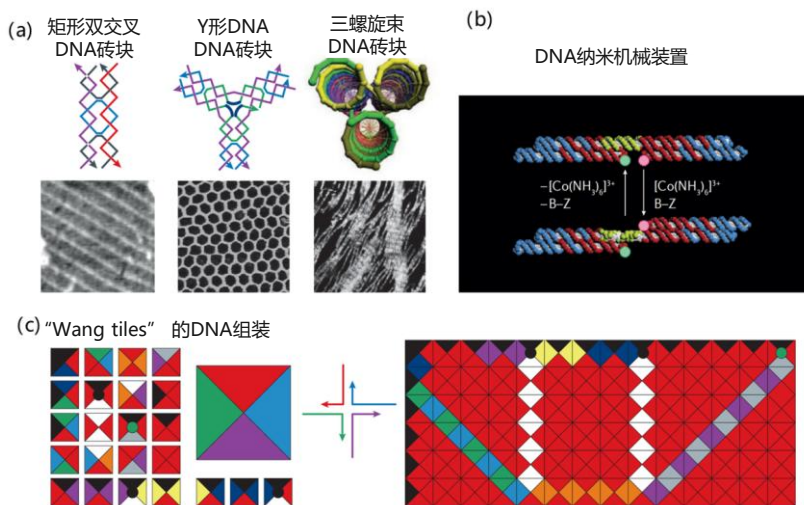 (a)
矩形双交叉
DNA砖块
Y形DNA
DNA砖块
三螺旋束
DNA砖块
(b)
DNA纳米机械装置
–[Co(NH₃)₆]³⁺
–B–Z
[Co(NH₃)₆]³⁺
B–Z
(c) “Wang tiles” 的DNA组装